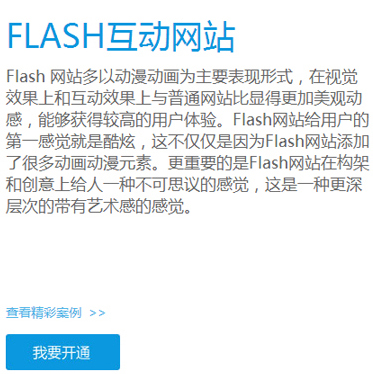 FLASH互动网站
Flash 网站多以动漫动画为主要表现形式，在视觉
效果上和互动效果上与普通网站比显得更加美观动
感，能够获得较高的用户体验。Flash网站给用户的
第一感觉就是酷炫，这不仅仅是因为Flash网站添加
了很多动画动漫元素。更重要的是Flash网站在构架
和创意上给人一种不可思议的感觉，这是一种更深
层次的带有艺术感的感觉。
查看精彩案例 >>
我要开通